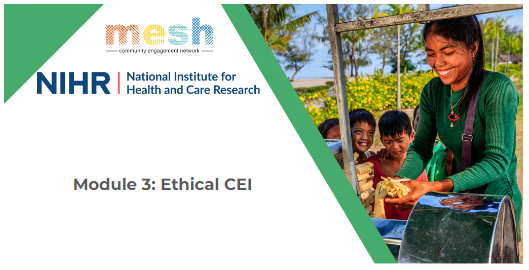 mesh
community engagement network
NIHR | National Institute for
Health and Care Research
Module 3: Ethical CEI